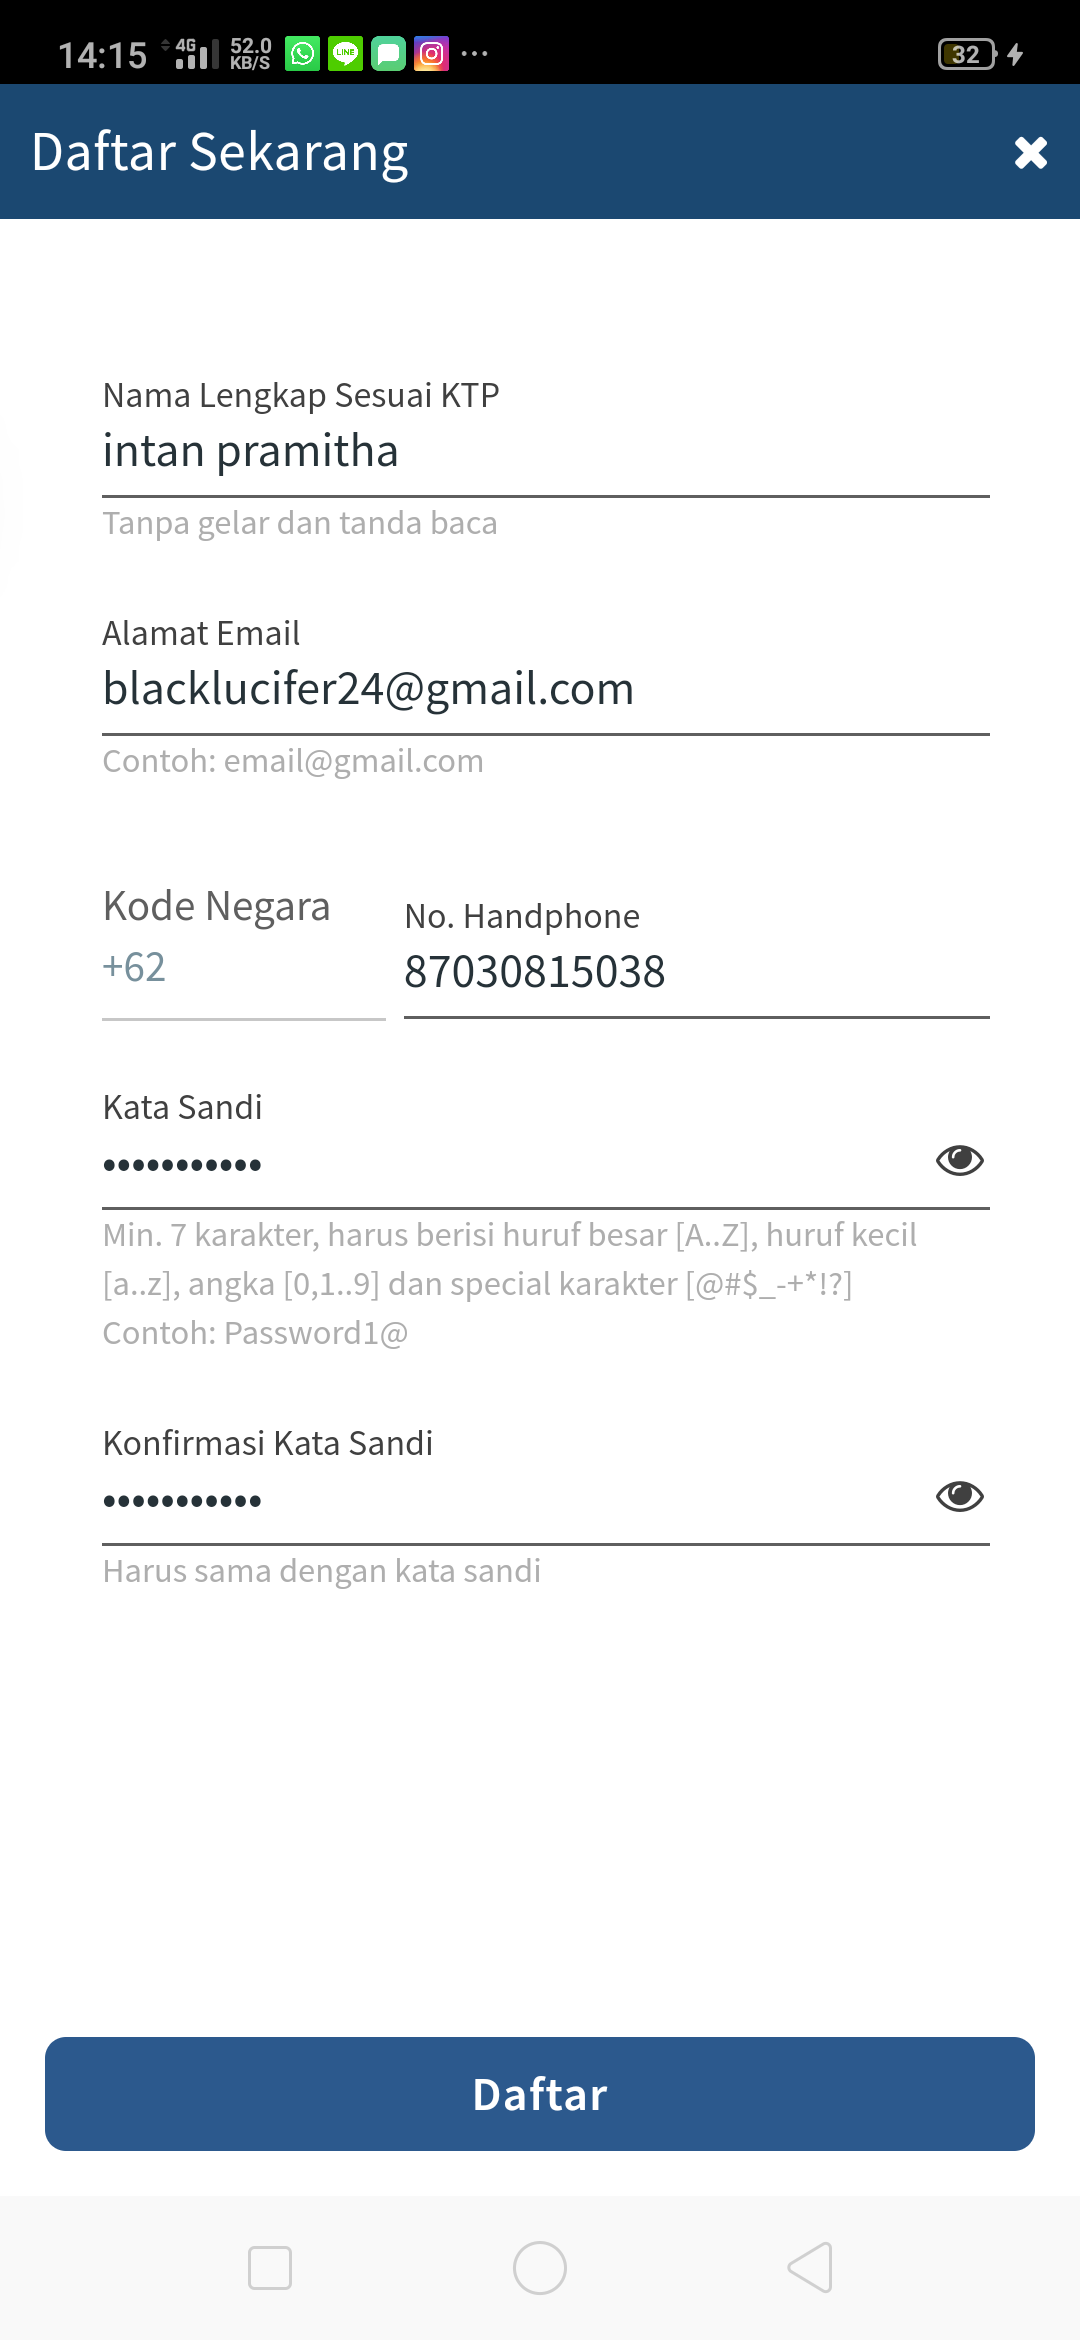 14:15 4G 52.0 KB/S LINE ... 32
Daftar Sekarang
Nama Lengkap Sesuai KTP
intan pramitha
Tanpa gelar dan tanda baca
Alamat Email
blacklucifer24@gmail.com
Contoh: email@gmail.com
Kode Negara
+62
No. Handphone
87030815038
Kata Sandi
•••••••••••
Min. 7 karakter, harus berisi huruf besar [A..Z], huruf kecil
[a..z], angka [0,1..9] dan special karakter [@#$_-+*!?]
Contoh: Password1@
Konfirmasi Kata Sandi
•••••••••••
Harus sama dengan kata sandi
Daftar